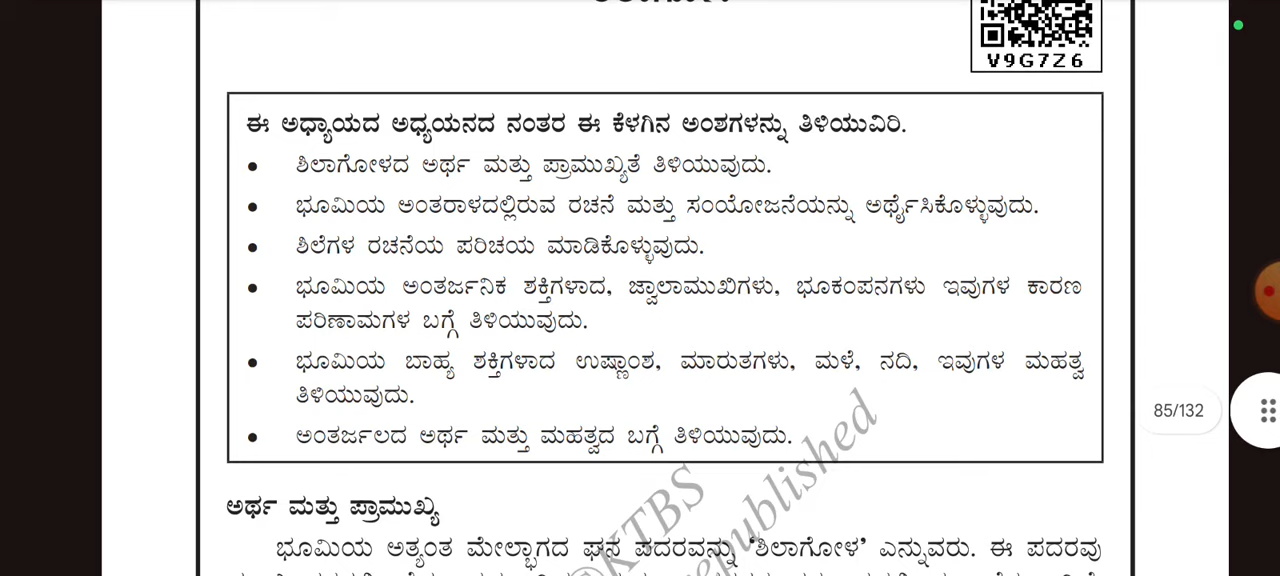 V9G7Z6
ಈ ಅಧ್ಯಾಯದ ಅಧ್ಯಯನದ ನಂತರ ಈ ಕೆಳಗಿನ ಅಂಶಗಳನ್ನು ತಿಳಿಯುವಿರಿ.
• ಶಿಲಾಗೋಳದ ಅರ್ಥ ಮತ್ತು ಪ್ರಾಮುಖ್ಯತೆ ತಿಳಿಯುವುದು.
• ಭೂಮಿಯ ಅಂತರಾಳದಲ್ಲಿರುವ ರಚನೆ ಮತ್ತು ಸಂಯೋಜನೆಯನ್ನು ಅರ್ಥೈಸಿಕೊಳ್ಳುವುದು.
• ಶಿಲೆಗಳ ರಚನೆಯ ಪರಿಚಯ ಮಾಡಿಕೊಳ್ಳುವುದು.
• ಭೂಮಿಯ ಅಂತರ್ಜನಿಕ ಶಕ್ತಿಗಳಾದ, ಜ್ವಾಲಾಮುಖಿಗಳು, ಭೂಕಂಪನಗಳು ಇವುಗಳ ಕಾರಣ
ಪರಿಣಾಮಗಳ ಬಗ್ಗೆ ತಿಳಿಯುವುದು.
• ಭೂಮಿಯ ಬಾಹ್ಯ ಶಕ್ತಿಗಳಾದ ಉಷ್ಣಾಂಶ, ಮಾರುತಗಳು, ಮಳೆ, ನದಿ, ಇವುಗಳ ಮಹತ್ವ
ತಿಳಿಯುವುದು.
85/132
• ಅಂತರ್ಜಲದ ಅರ್ಥ ಮತ್ತು ಮಹತ್ವದ ಬಗ್ಗೆ ತಿಳಿಯುವುದು.
©KTBS
republished
ಅರ್ಥ ಮತ್ತು ಪ್ರಾಮುಖ್ಯ
ಭೂಮಿಯ ಅತ್ಯಂತ ಮೇಲ್ಭಾಗದ ಘನ ಪದರವನ್ನು 'ಶಿಲಾಗೋಳ' ಎನ್ನುವರು. ಈ ಪದರವು